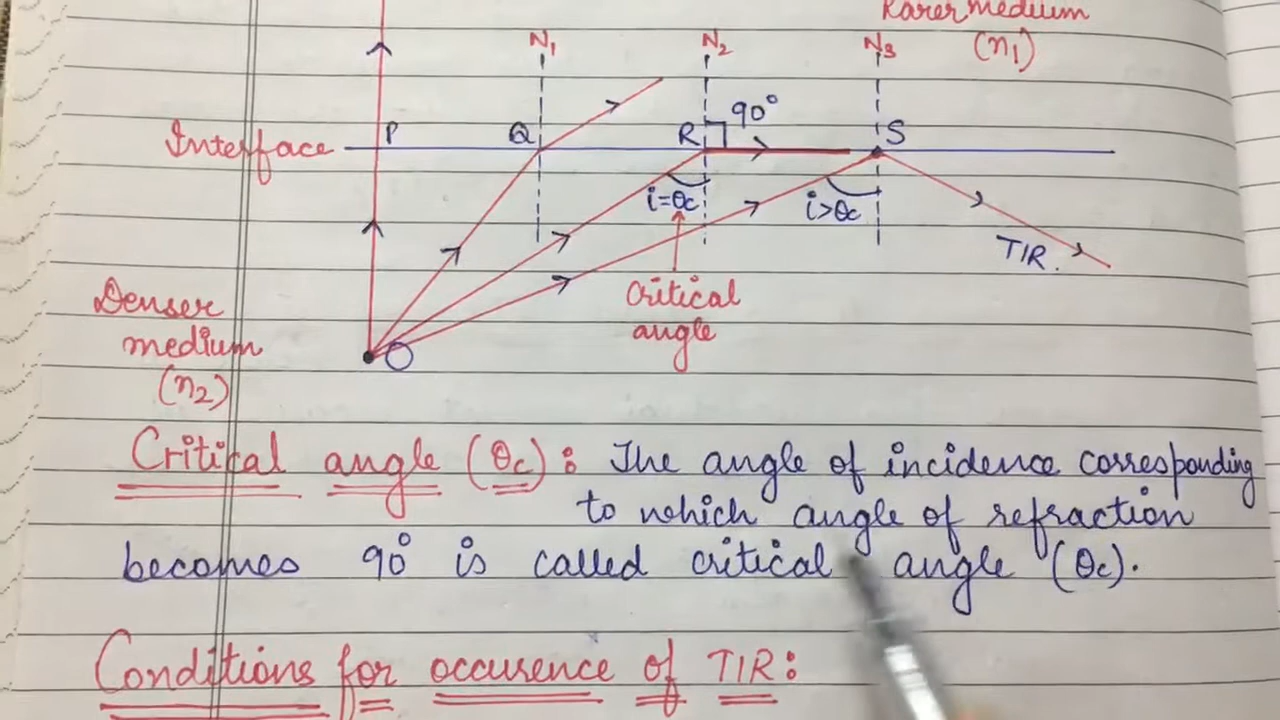 Rarer medium
(n1)
N1
N2
N3
90°
Interface
P
Q
R
S
i=θc
i>θc
TIR.
Critical
angle
Denser
medium
(n2)
O
Critical angle (θc): The angle of incidence corresponding
to which angle of refraction
becomes 90° is called critical angle (θc).
Conditions for occurence of TIR: